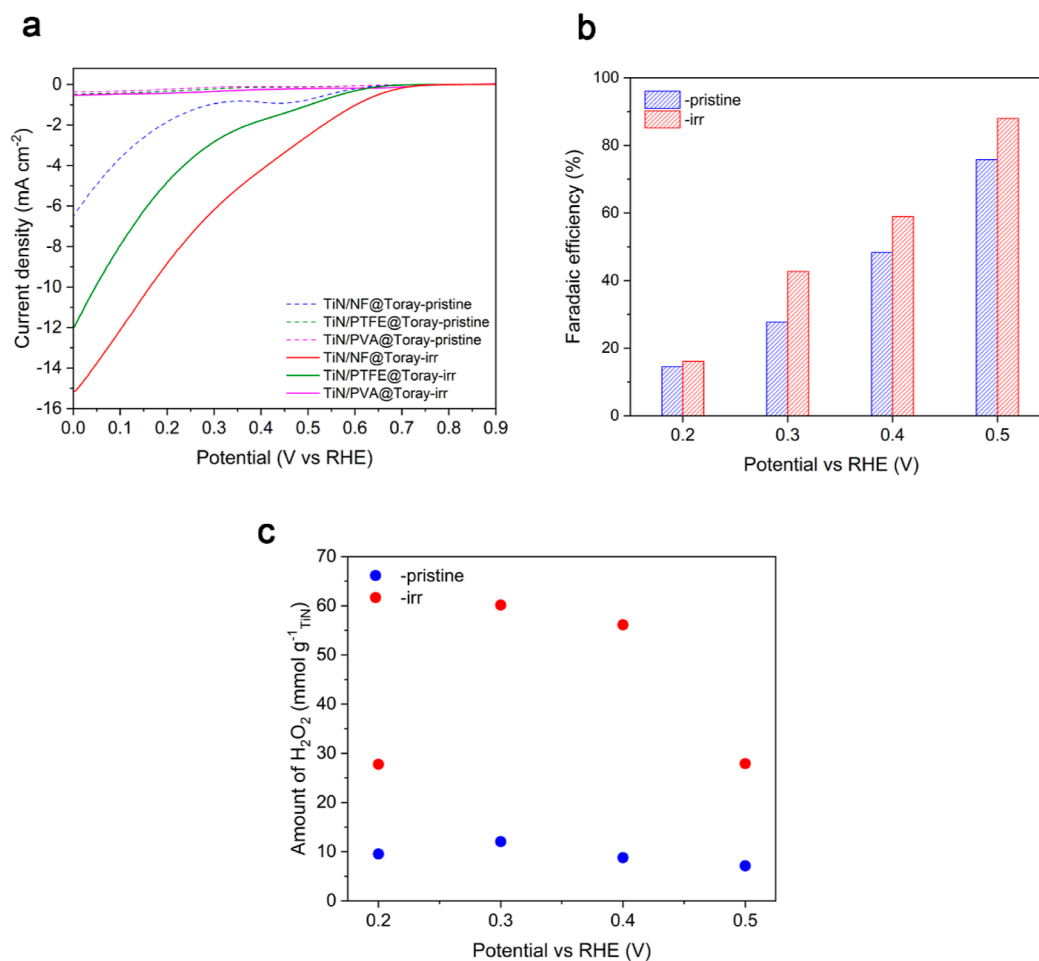 a
0
-2
-4
-6
-8
-10
-12
-14
-16
Current density (mA cm⁻²)
TiN/NF@Toray-pristine
TiN/PTFE@Toray-pristine
TiN/PVA@Toray-pristine
TiN/NF@Toray-irr
TiN/PTFE@Toray-irr
TiN/PVA@Toray-irr
0.0 0.1 0.2 0.3 0.4 0.5 0.6 0.7 0.8 0.9
Potential (V vs RHE)
b
100
80
60
40
20
0
Faradaic efficiency (%)
-pristine
-irr
0.2 0.3 0.4 0.5
Potential vs RHE (V)
c
70
60
50
40
30
20
10
0
Amount of H₂O₂ (mmol g⁻¹TiN)
-pristine
-irr
0.2 0.3 0.4 0.5
Potential vs RHE (V)